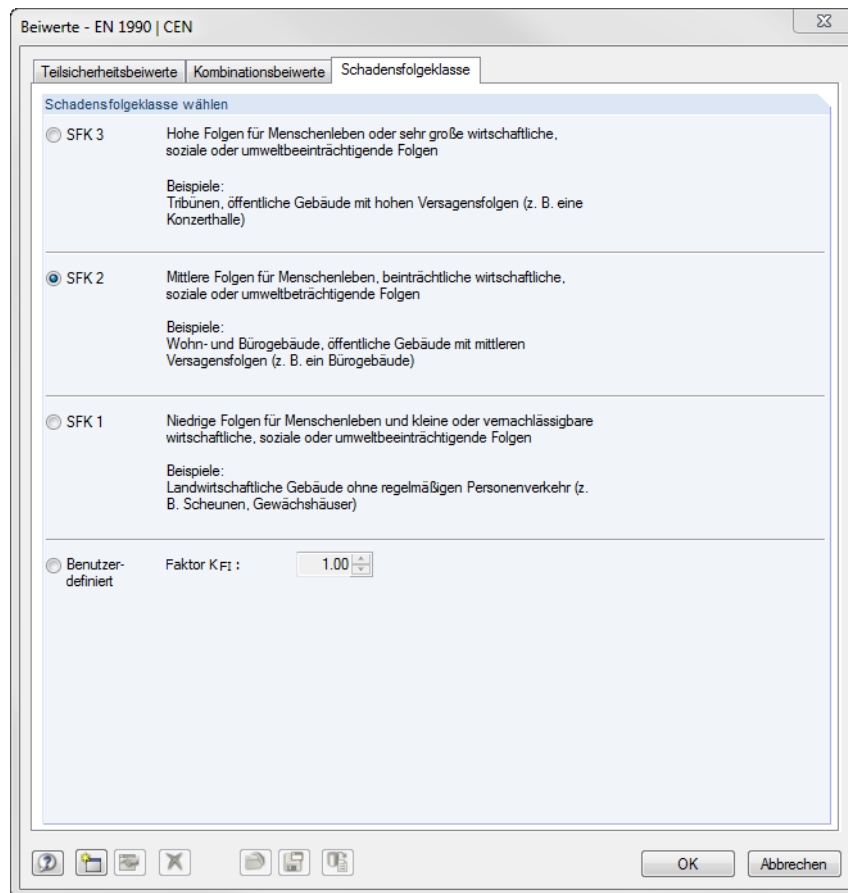 Beiwerte - EN 1990 | CEN
Teilsicherheitsbeiwerte Kombinationsbeiwerte Schadensfolgeklasse
Schadensfolgeklasse wählen
SFK 3 Hohe Folgen für Menschenleben oder sehr große wirtschaftliche,
soziale oder umweltbeeinträchtigende Folgen
Beispiele:
Tribünen, öffentliche Gebäude mit hohen Versagensfolgen (z. B. eine
Konzerthalle)
SFK 2 Mittlere Folgen für Menschenleben, beinträchtliche wirtschaftliche,
soziale oder umweltbeträchtigende Folgen
Beispiele:
Wohn- und Bürogebäude, öffentliche Gebäude mit mittleren
Versagensfolgen (z. B. ein Bürogebäude)
SFK 1 Niedrige Folgen für Menschenleben und kleine oder vernachlässigbare
wirtschaftliche, soziale oder umweltbeeinträchtigende Folgen
Beispiele:
Landwirtschaftliche Gebäude ohne regelmäßigen Personenverkehr (z.
B. Scheunen, Gewächshäuser)
Benutzer- Faktor KFI : 1.00
definiert
OK Abbrechen